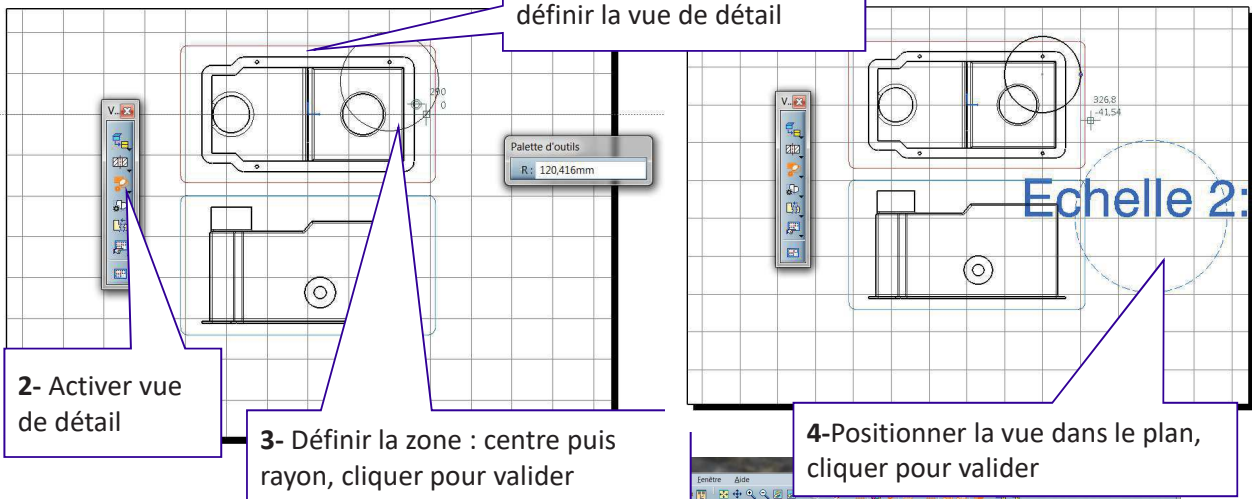 définir la vue de détail
V...
290
0
Palette d'outils
R : 120,416mm
2- Activer vue
de détail
3- Définir la zone : centre puis
rayon, cliquer pour valider
V...
326,8
-41,54
Echelle 2:
4-Positionner la vue dans le plan,
cliquer pour valider
Fenêtre Aide